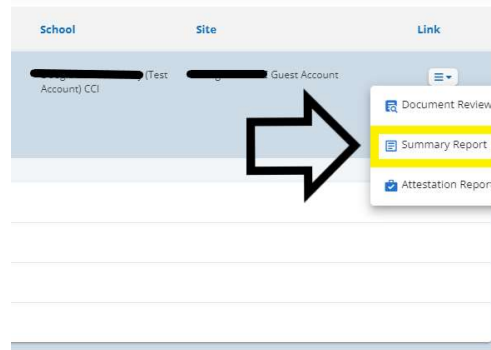 School Site Link
(Test Guest Account
Account) CCI
Document Review
Summary Report
Attestation Report